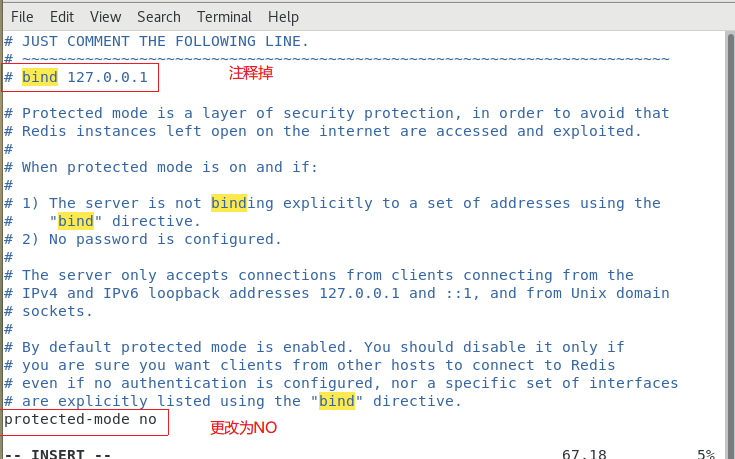 File Edit View Search Terminal Help
# JUST COMMENT THE FOLLOWING LINE.
# ~~~~~~~~~~~~~~~~~~~~~~~~~~~~~~~~~~~~~~~~~~~~~~~~~~~~~~~~~~~~~~~~~~~~~~~~
# bind 127.0.0.1 注释掉
# Protected mode is a layer of security protection, in order to avoid that
# Redis instances left open on the internet are accessed and exploited.
#
# When protected mode is on and if:
#
# 1) The server is not binding explicitly to a set of addresses using the
#    "bind" directive.
# 2) No password is configured.
#
# The server only accepts connections from clients connecting from the
# IPv4 and IPv6 loopback addresses 127.0.0.1 and ::1, and from Unix domain
# sockets.
#
# By default protected mode is enabled. You should disable it only if
# you are sure you want clients from other hosts to connect to Redis
# even if no authentication is configured, nor a specific set of interfaces
# are explicitly listed using the "bind" directive.
protected-mode no 更改为NO
-- INSERT -- 67,18 5%